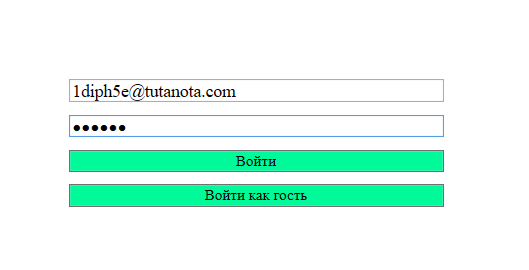 1diph5e@tutanota.com
●●●●●●
Войти
Войти как гость